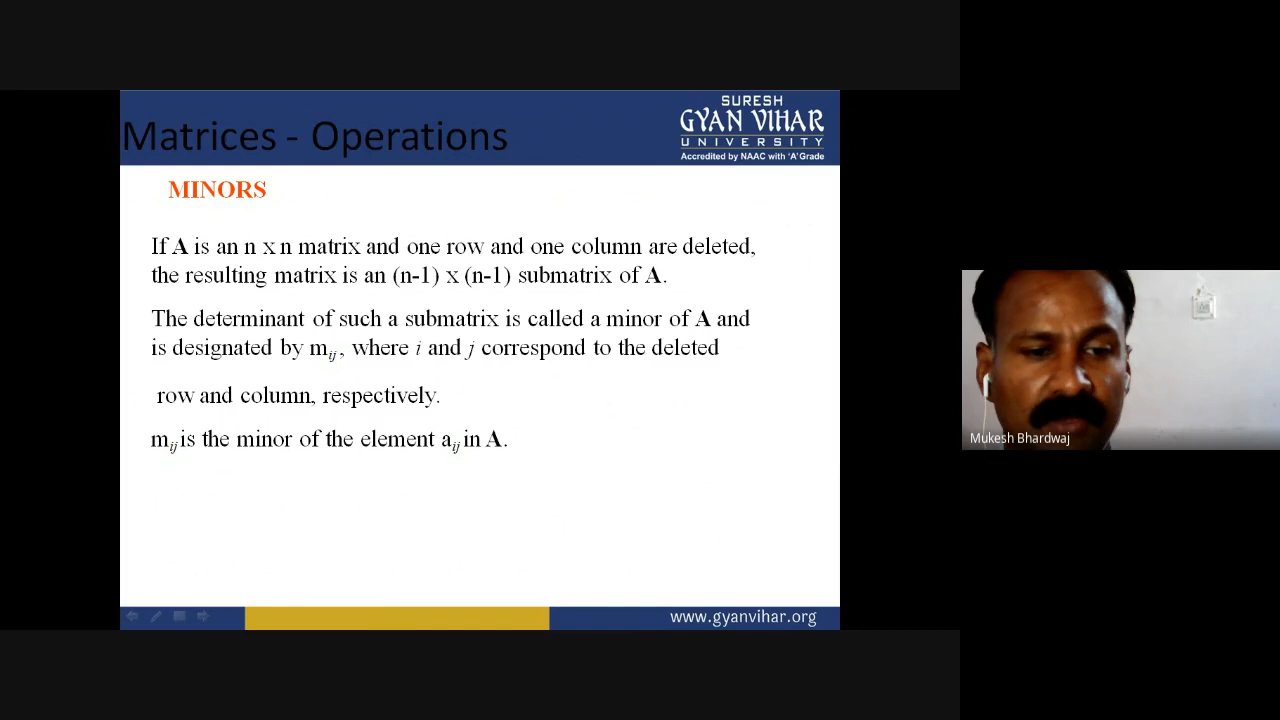 Matrices - Operations
SURESH
GYAN VIHAR
UNIVERSITY
Accredited by NAAC with 'A' Grade
MINORS
If A is an n x n matrix and one row and one column are deleted,
the resulting matrix is an (n-1) x (n-1) submatrix of A.
The determinant of such a submatrix is called a minor of A and
is designated by mij, where i and j correspond to the deleted
row and column, respectively.
mij is the minor of the element aij in A.
www.gyanvihar.org
Mukesh Bhardwaj